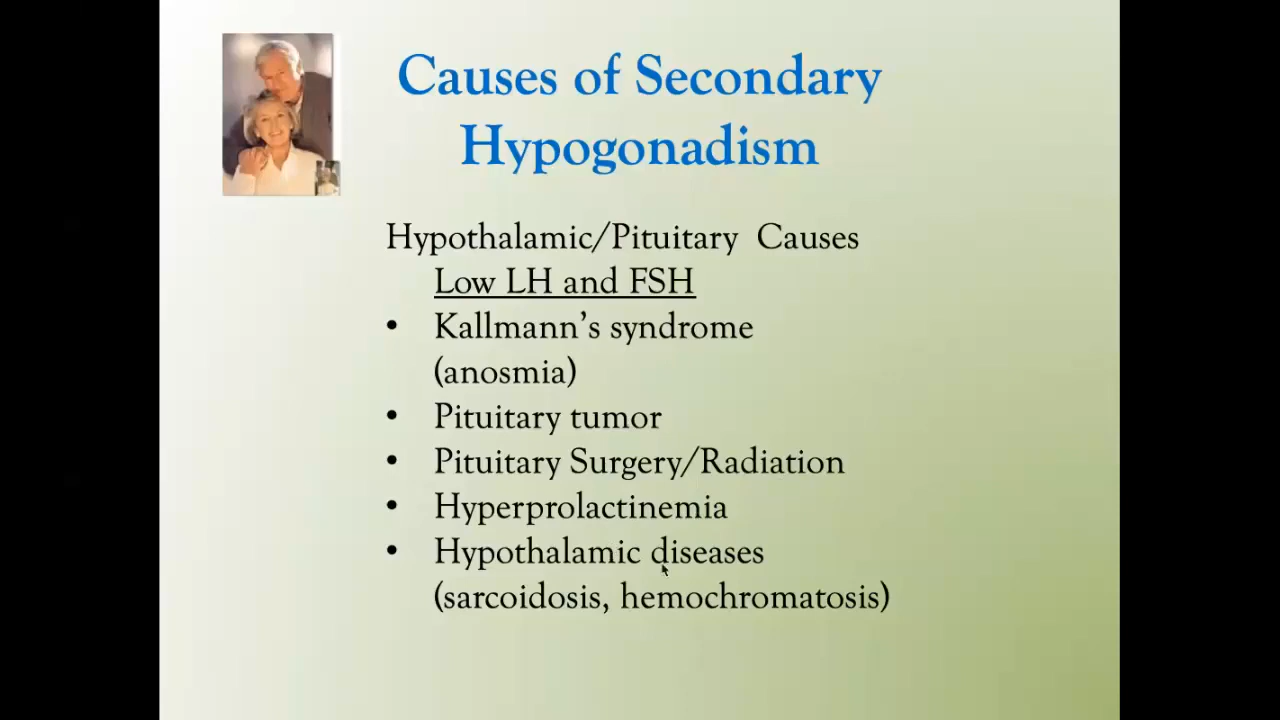 Causes of Secondary
Hypogonadism
Hypothalamic/Pituitary Causes
Low LH and FSH
• Kallmann’s syndrome
(anosmia)
• Pituitary tumor
• Pituitary Surgery/Radiation
• Hyperprolactinemia
• Hypothalamic diseases
(sarcoidosis, hemochromatosis)